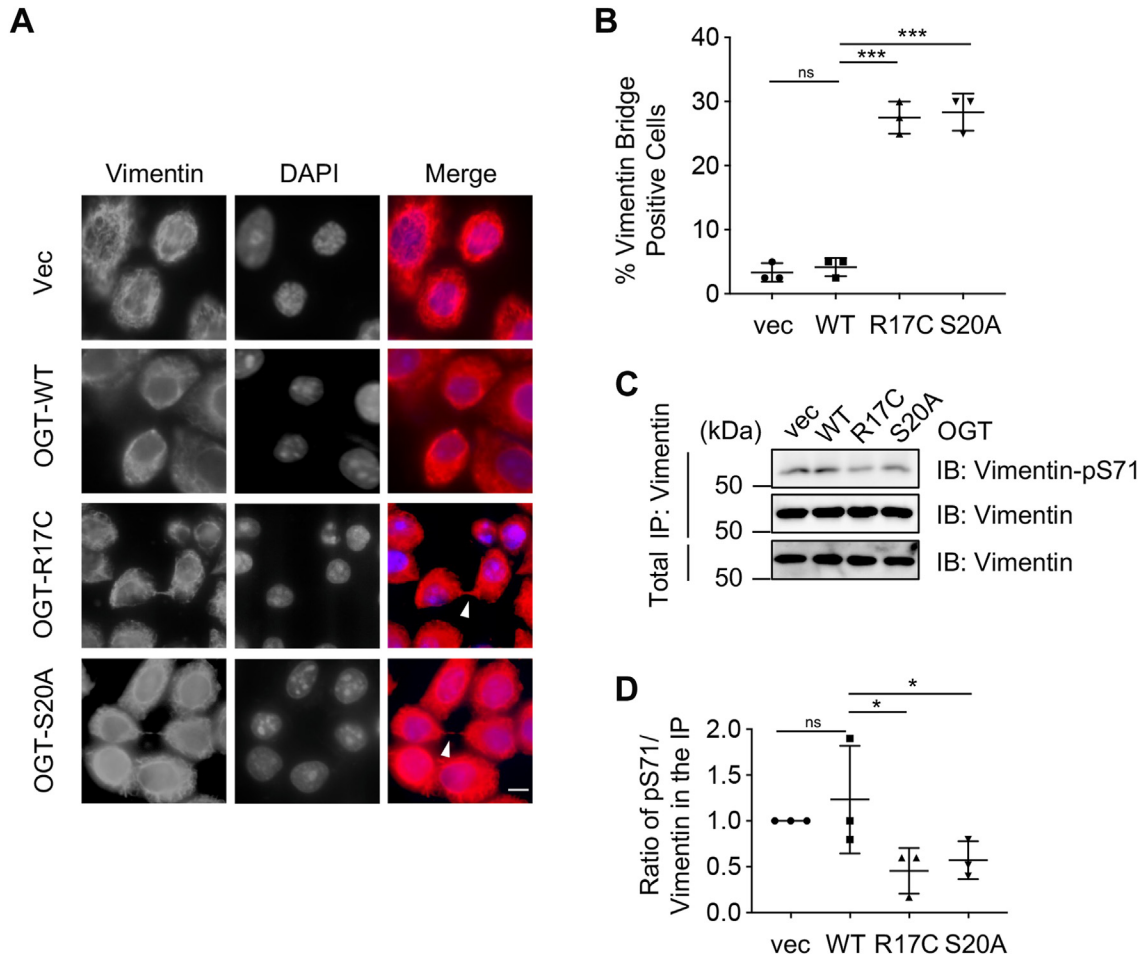 A
Vimentin DAPI Merge
Vec
OGT-WT
OGT-R17C
OGT-S20A
B
% Vimentin Bridge
Positive Cells
40
30
20
10
0
ns
***
***
vec WT R17C S20A
C
(kDa) vec WT R17C S20A OGT
IP: Vimentin
50
IB: Vimentin-pS71
50
IB: Vimentin
Total
50
IB: Vimentin
D
Ratio of pS71/
Vimentin in the IP
2.0
1.5
1.0
0.5
0.0
ns
*
*
vec WT R17C S20A